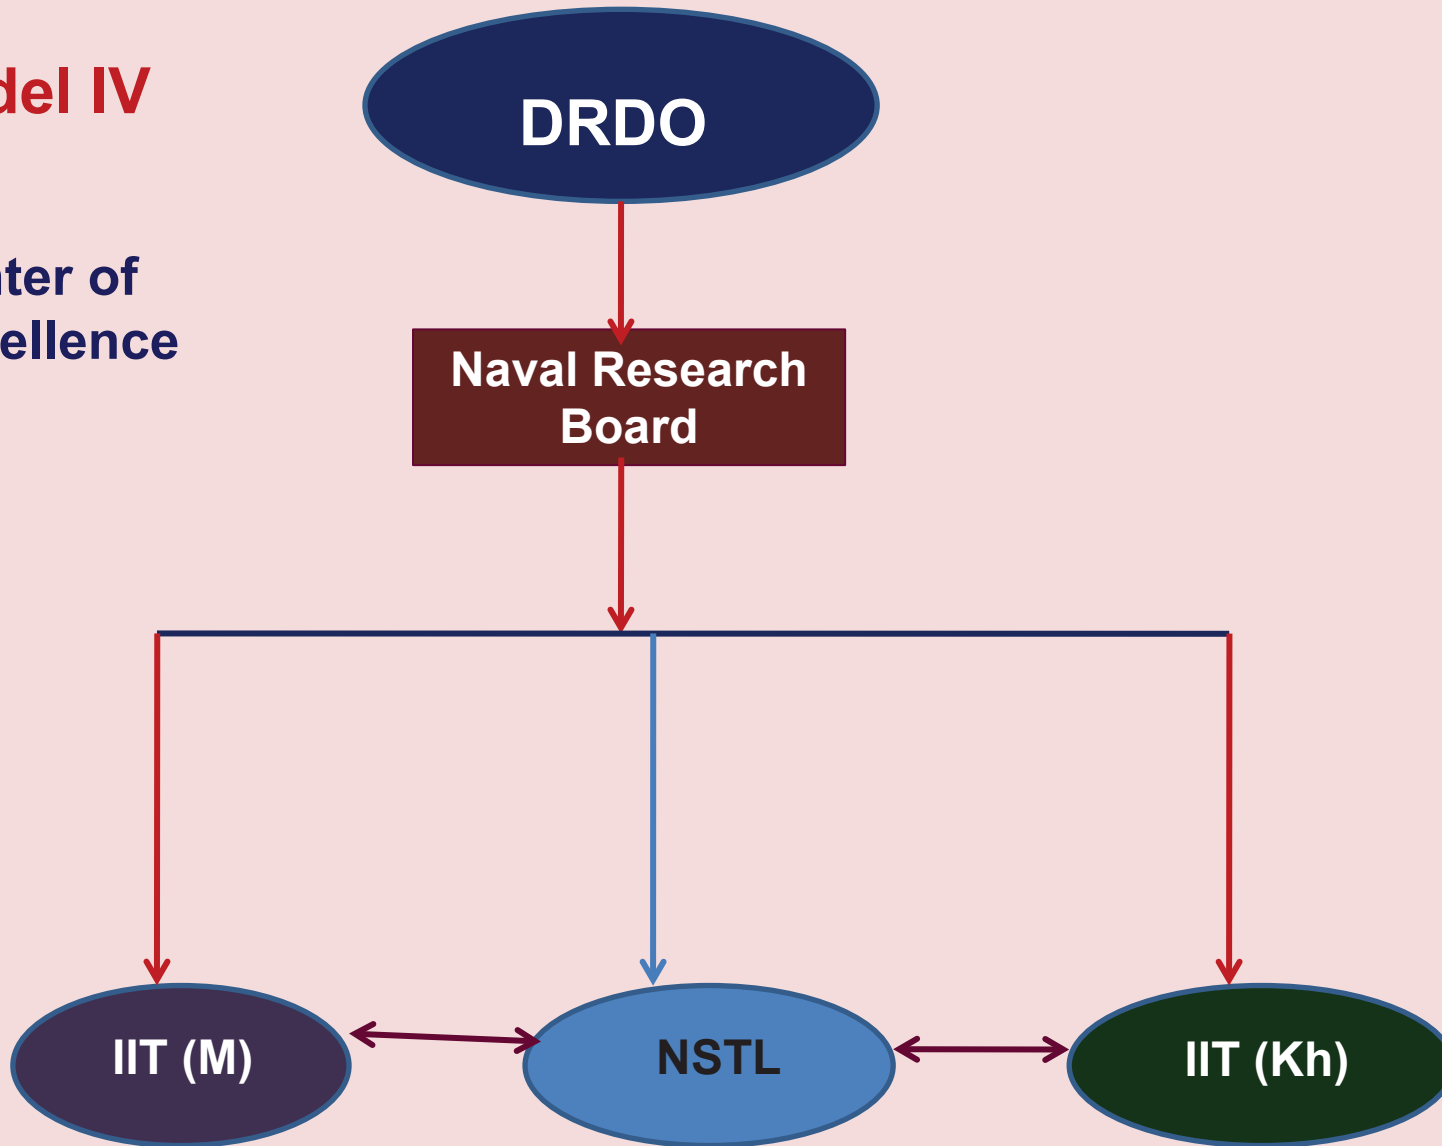 del IV
DRDO
nter of
ellence
Naval Research
Board
IIT (M)
NSTL
IIT (Kh)